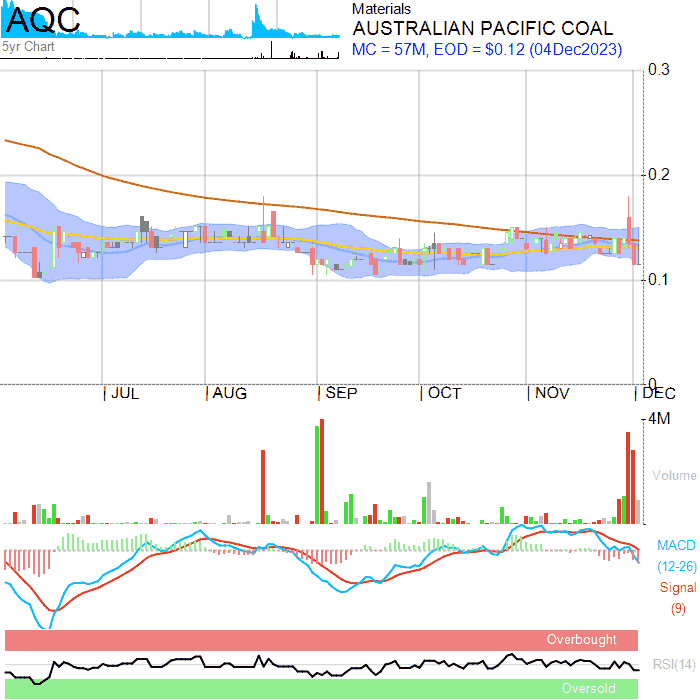 AQC
5yr Chart
Materials
AUSTRALIAN PACIFIC COAL
MC = 57M, EOD = $0.12 (04Dec2023)
0.3
0.2
0.1
0
JUL
AUG
SEP
OCT
NOV
DEC
4M
Volume
MACD
(12-26)
Signal
(9)
Overbought
RSI(14)
Oversold